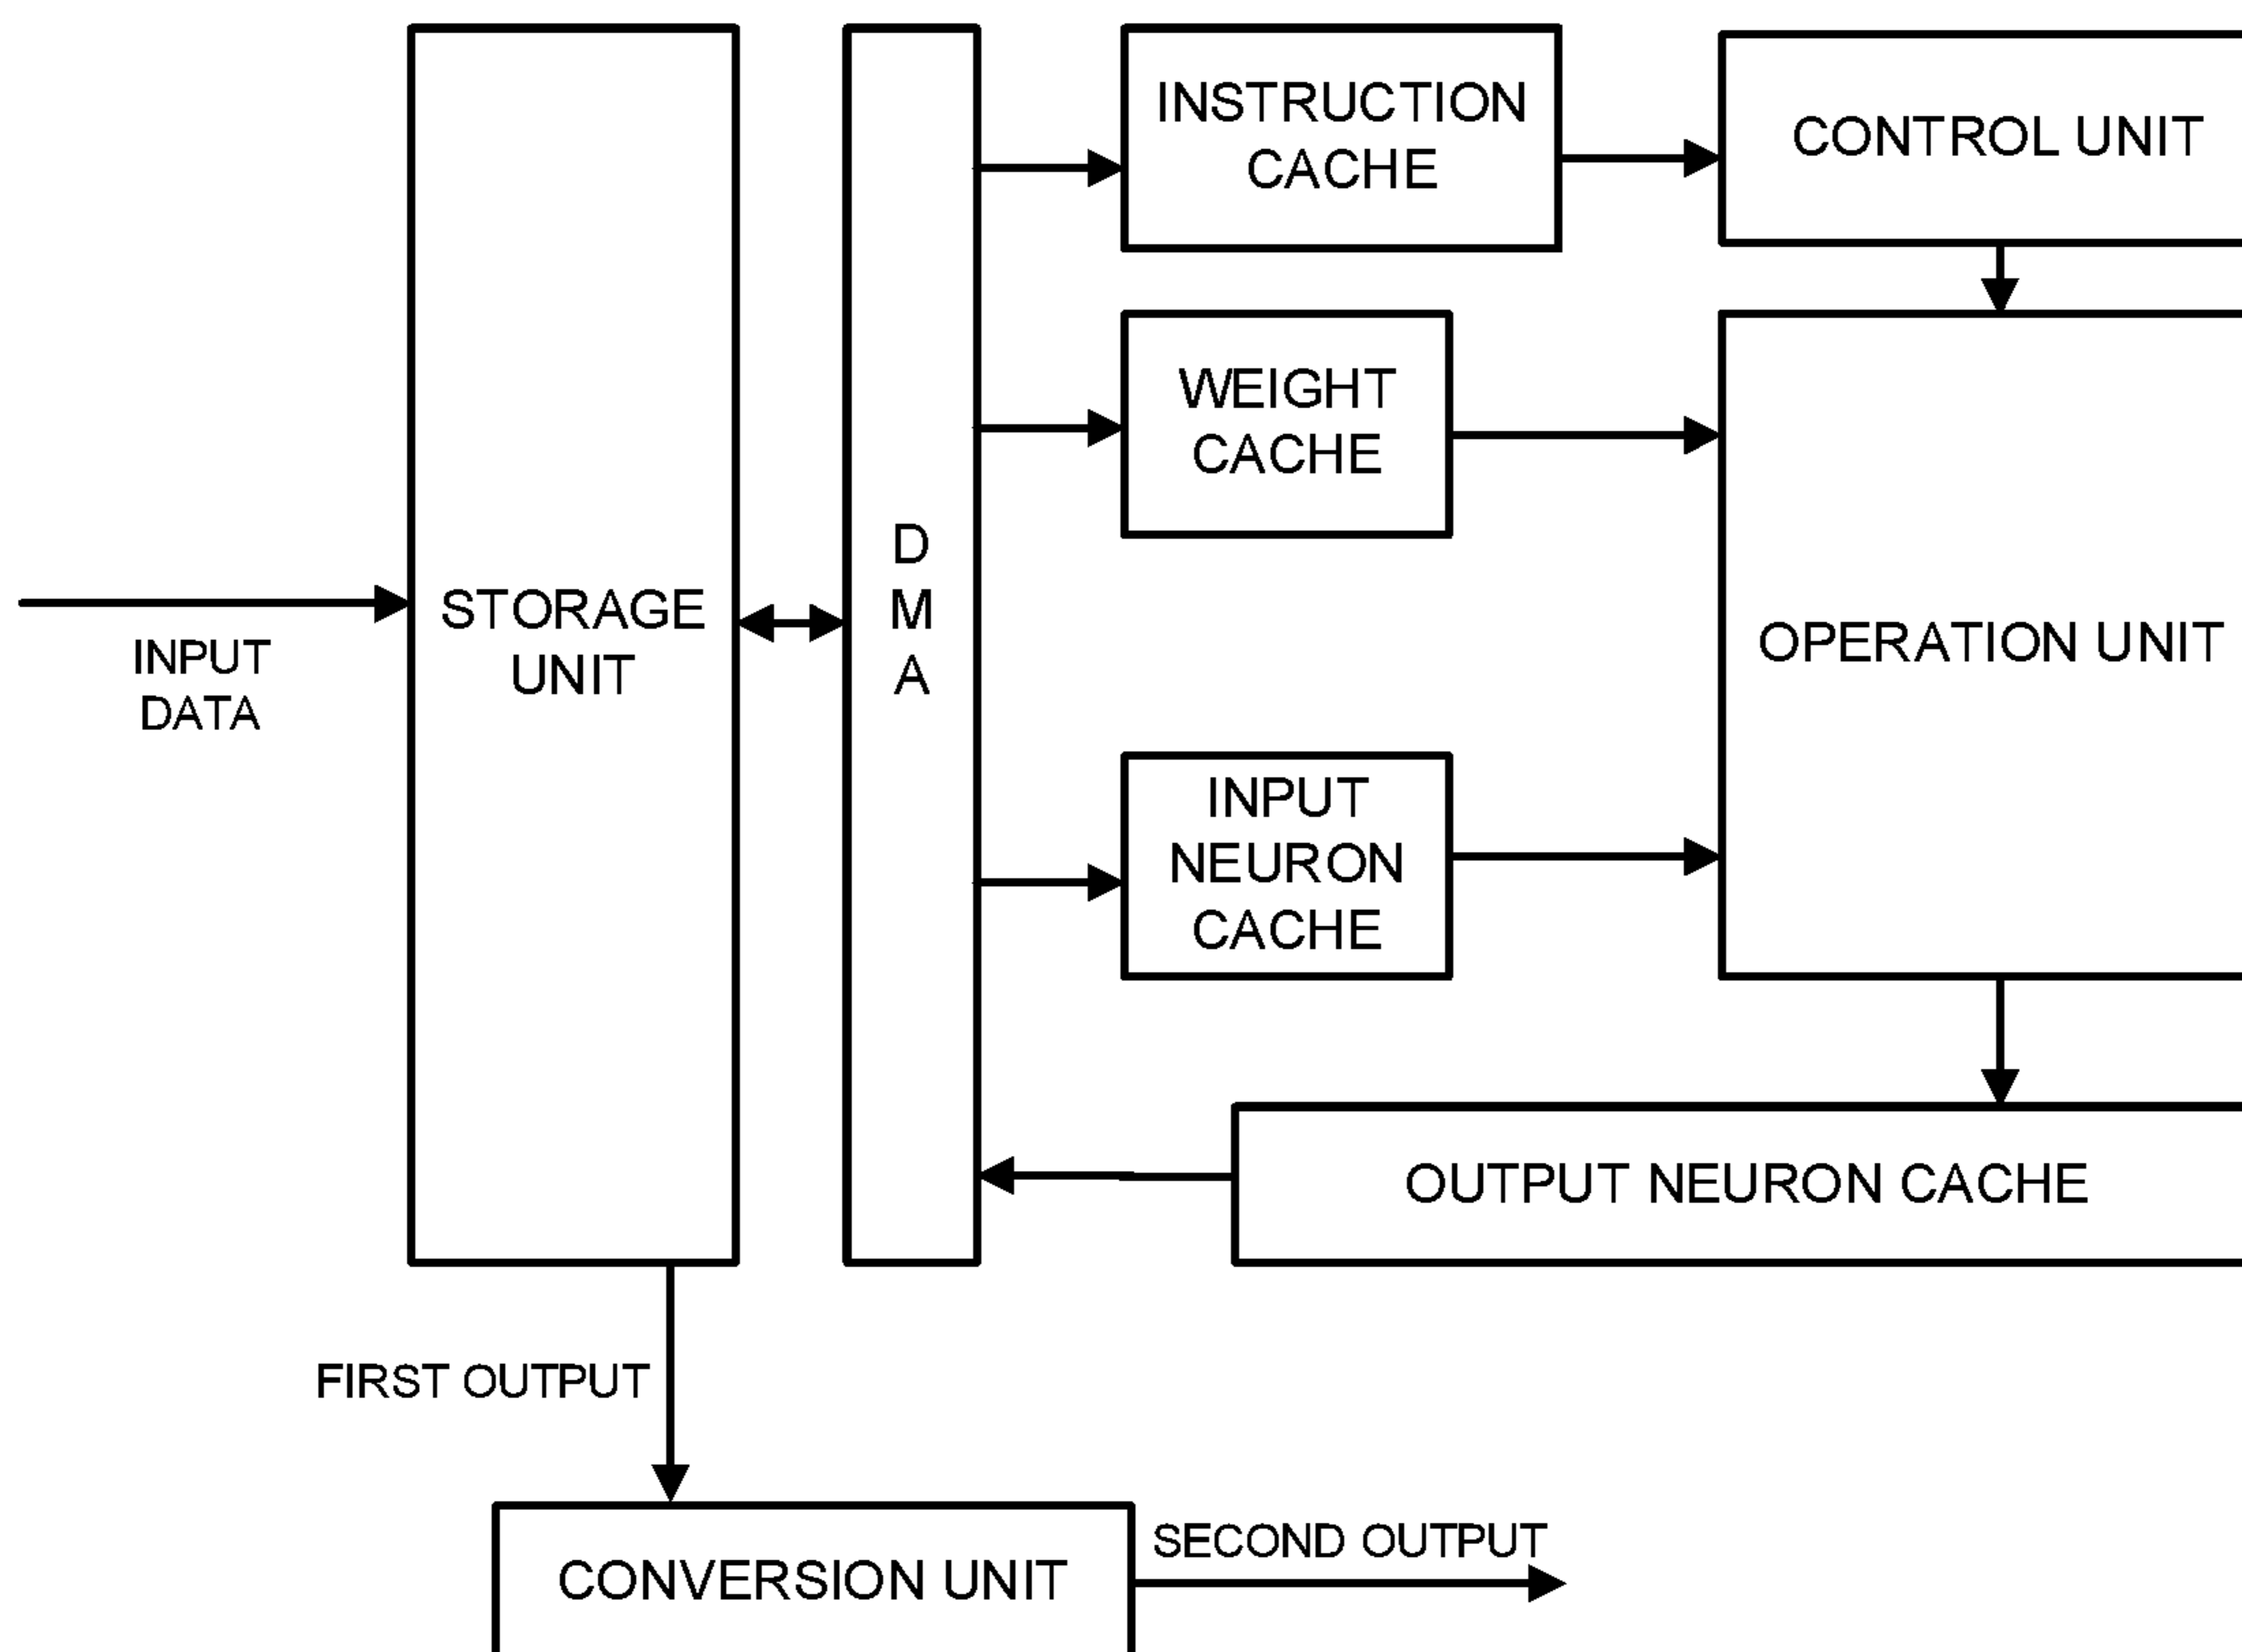 INSTRUCTION
CACHE
CONTROL UNIT
WEIGHT
CACHE
D
M
A
STORAGE
UNIT
INPUT
DATA
OPERATION UNIT
INPUT
NEURON
CACHE
OUTPUT NEURON CACHE
FIRST OUTPUT
SECOND OUTPUT
CONVERSION UNIT